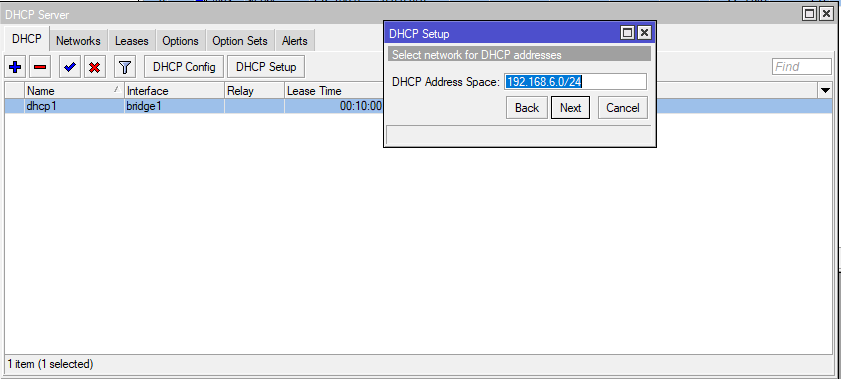 DHCP Server
DHCP Networks Leases Options Option Sets Alerts
DHCP Config DHCP Setup Find
Name Interface Relay Lease Time
dhcp1 bridge1 00:10:00
1 item (1 selected)
DHCP Setup
Select network for DHCP addresses
DHCP Address Space: 192.168.6.0/24
Back Next Cancel